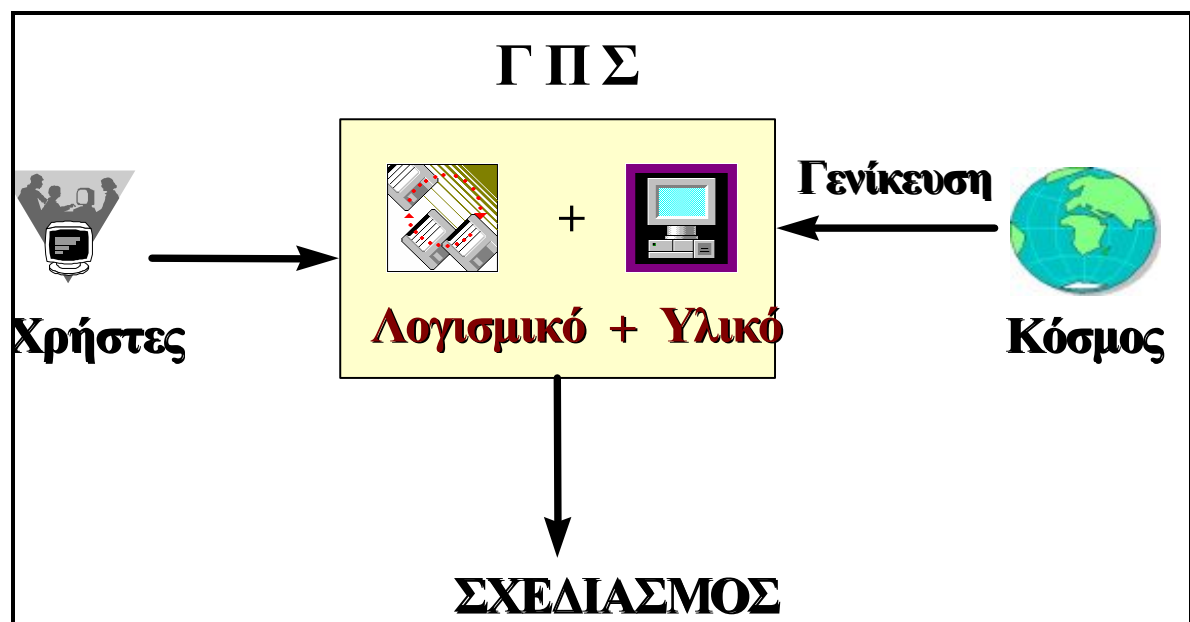 Γ Π Σ
+
Γενίκευση
Λογισμικό + Υλικό
Χρήστες
Κόσμος
ΣΧΕΔΙΑΣΜΟΣ